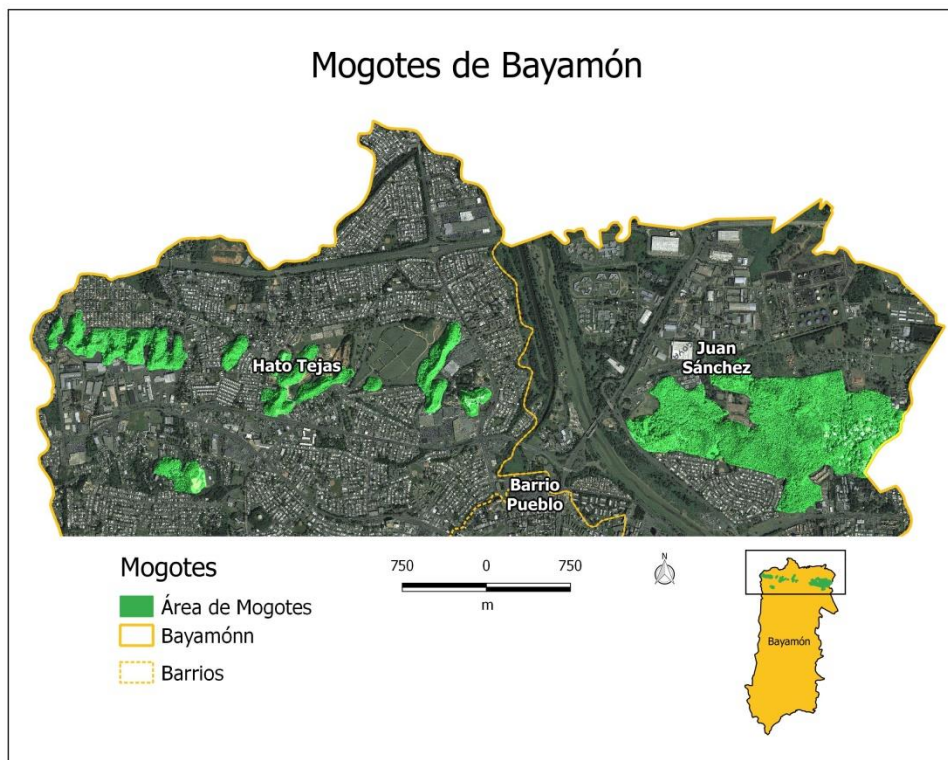 Mogotes de Bayamón
Hato Tejas
Juan
Sánchez
Barrio
Pueblo
Mogotes
Área de Mogotes
Bayamónn
Barrios
750 0 750
m
N
Bayamón